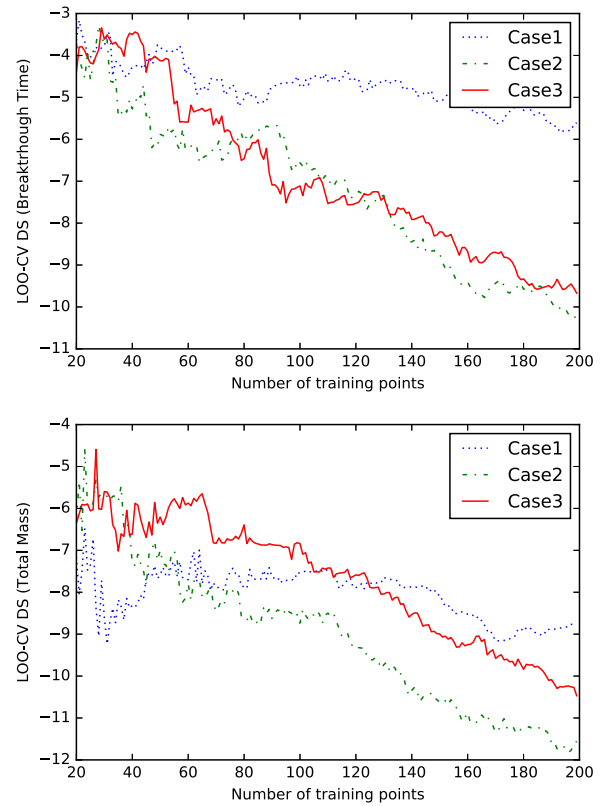 −3
−4
−5
−6
−7
−8
−9
−10
−11
LOO-CV DS (Breaktrhough Time)
Case1
Case2
Case3
20 40 60 80 100 120 140 160 180 200
Number of training points
−4
−5
−6
−7
−8
−9
−10
−11
−12
LOO-CV DS (Total Mass)
Case1
Case2
Case3
20 40 60 80 100 120 140 160 180 200
Number of training points